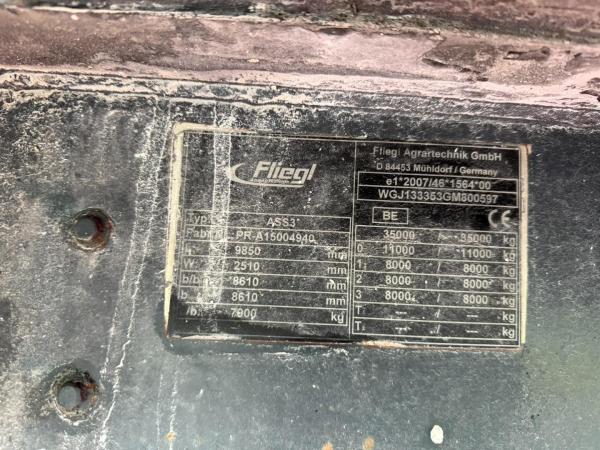 Fliegl
Fliegl Agrartechnik GmbH
D 84453 Mühldorf / Germany
e1*2007/46*1564*00
WGJ133353GM800597
BE CE
Typ ASS3
Fab PR-A15004940
9850 mm
W 2510 mm
b/b 8610 mm
b 8610 mm
/b 7000 kg
35000 / 35000 kg
0 11000 / 11000 kg
1 8000 / 8000 kg
2 8000 / 8000 kg
3 8000 / 8000 kg
T --- / --- kg
T --- / --- kg